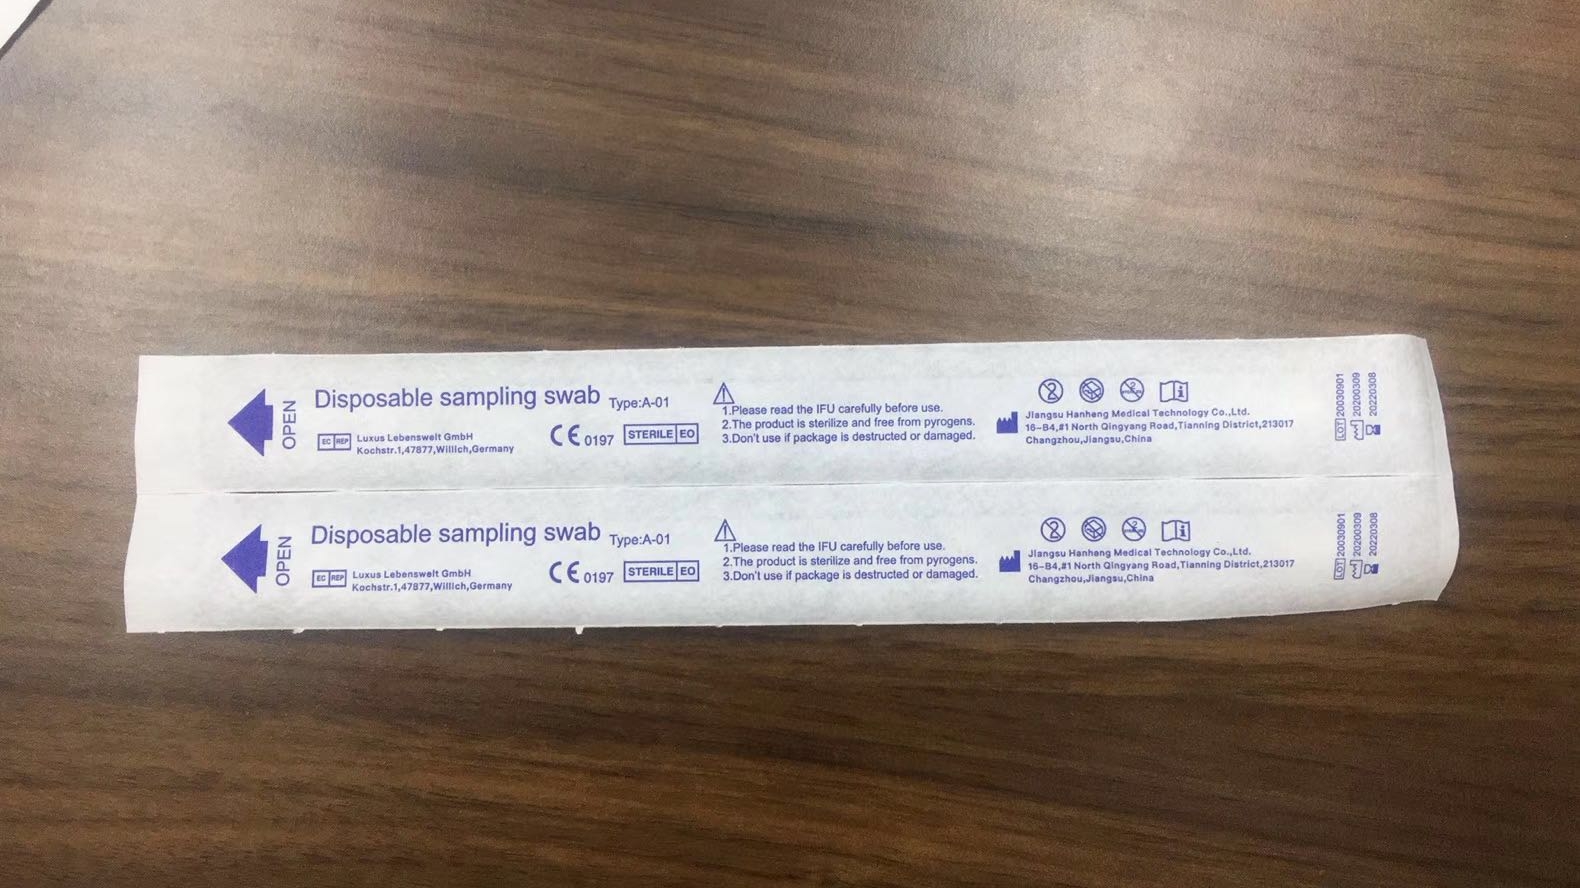 OPEN
Disposable sampling swab Type:A-01
EC REP
Luxus Lebenswelt GmbH
Kochstr.1,47877,Willich,Germany
CE 0197
STERILE EO
1.Please read the IFU carefully before use.
2.The product is sterilize and free from pyrogens.
3.Don't use if package is destructed or damaged.
2
2
i
Jiangsu Hanheng Medical Technology Co.,Ltd.
16-B4,#1 North Qingyang Road,Tianning District,213017
Changzhou,Jiangsu,China
LOT 20030901
20200309
20220308
OPEN
Disposable sampling swab Type:A-01
EC REP
Luxus Lebenswelt GmbH
Kochstr.1,47877,Willich,Germany
CE 0197
STERILE EO
1.Please read the IFU carefully before use.
2.The product is sterilize and free from pyrogens.
3.Don't use if package is destructed or damaged.
2
2
i
Jiangsu Hanheng Medical Technology Co.,Ltd.
16-B4,#1 North Qingyang Road,Tianning District,213017
Changzhou,Jiangsu,China
LOT 20030901
20200309
20220308